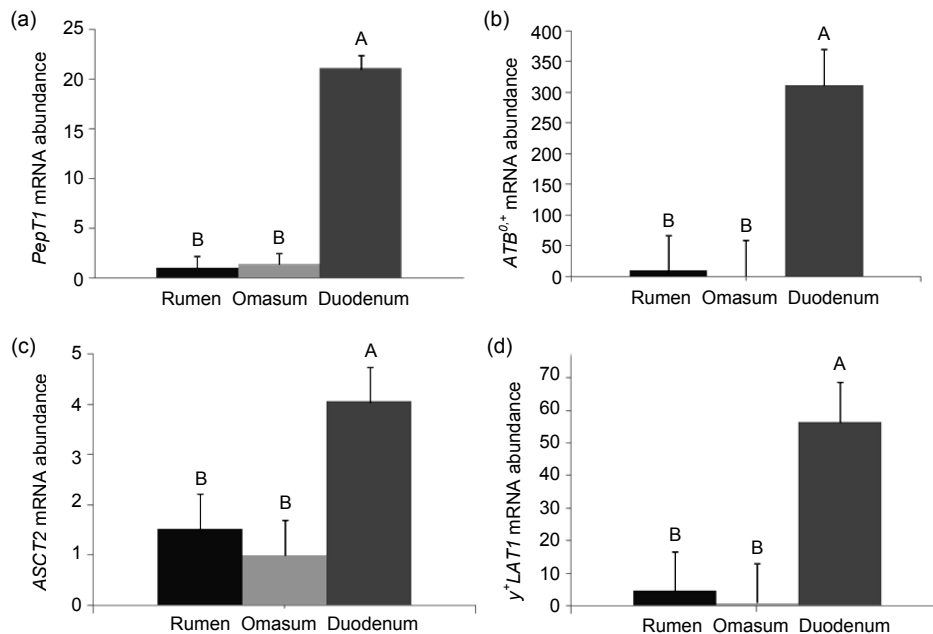 (a)
PepT1 mRNA abundance
25
20
15
10
5
0
B
B
A
Rumen Omasum Duodenum
(b)
ATB⁰,⁺ mRNA abundance
400
350
300
250
200
150
100
50
0
B
B
A
Rumen Omasum Duodenum
(c)
ASCT2 mRNA abundance
5
4
3
2
1
0
B
B
A
Rumen Omasum Duodenum
(d)
y⁺LAT1 mRNA abundance
70
60
50
40
30
20
10
0
B
B
A
Rumen Omasum Duodenum